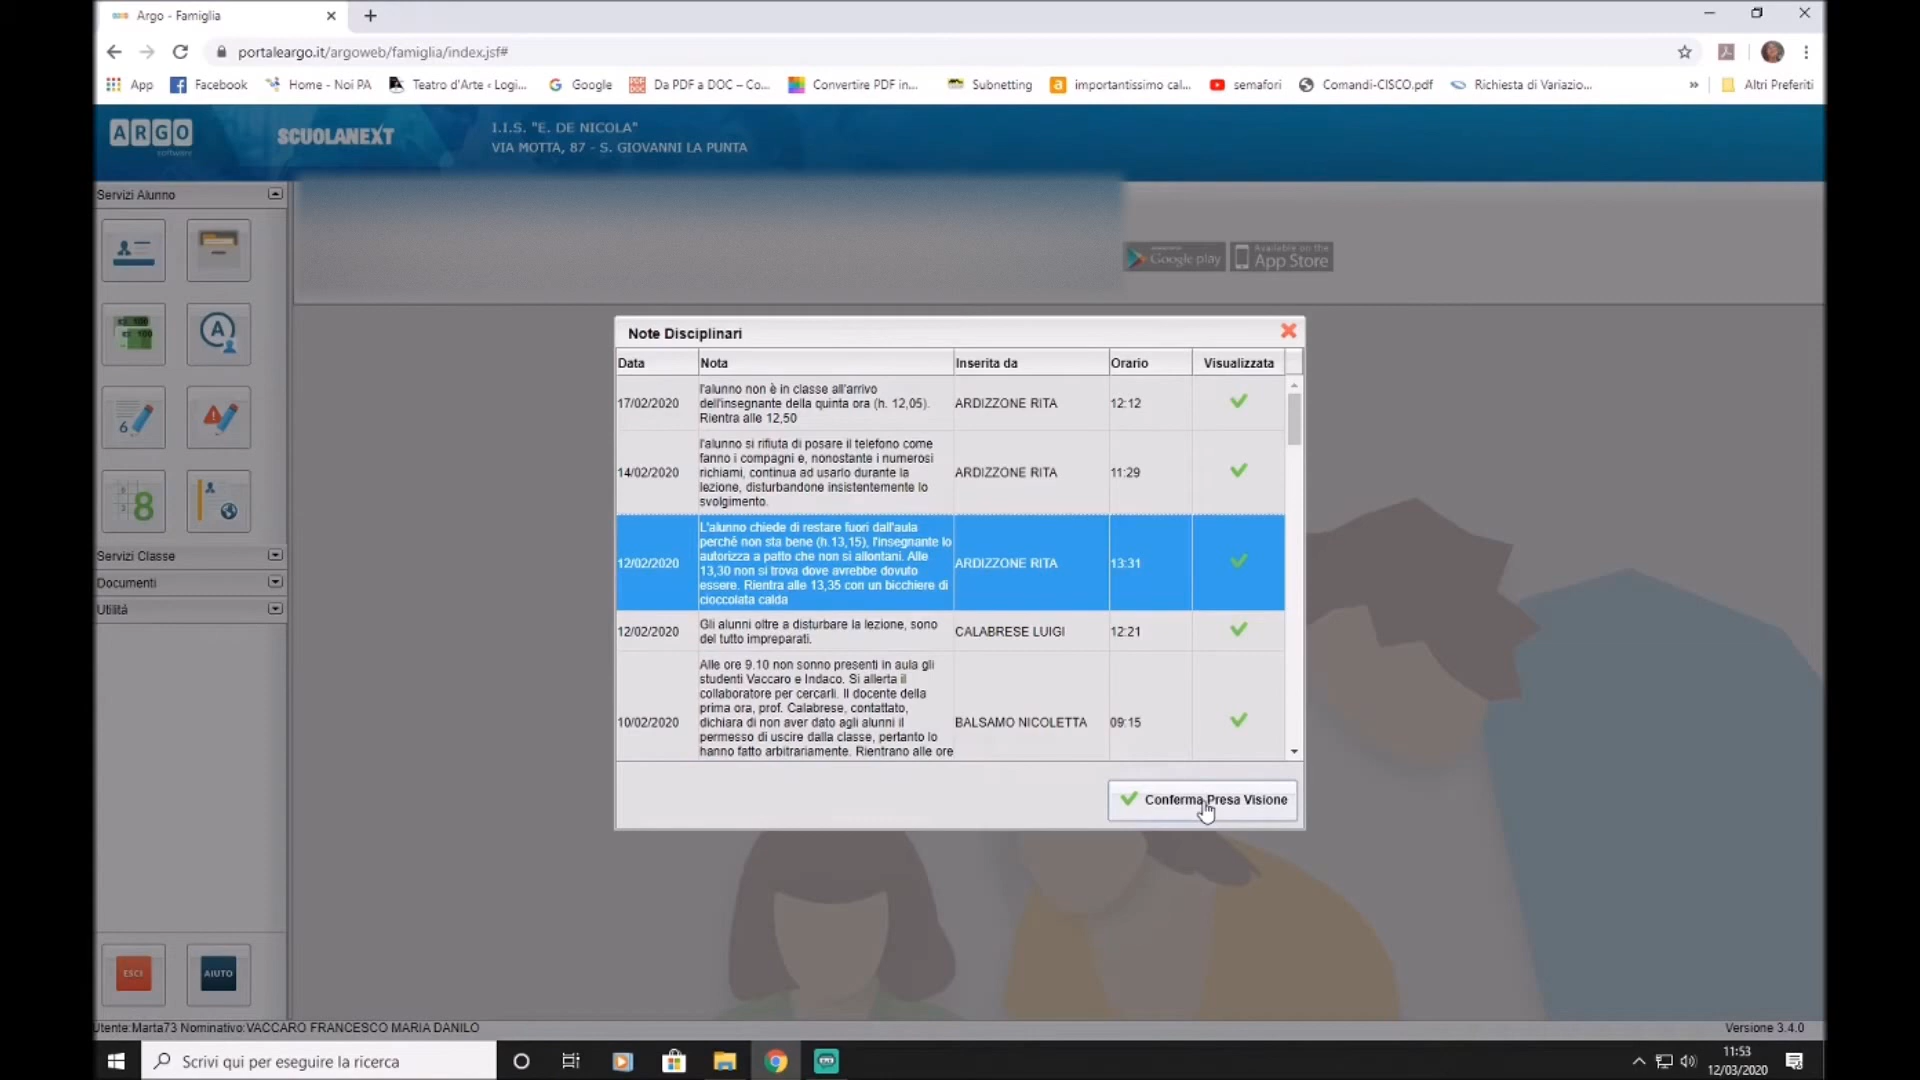 Argo - Famiglia
portaleargo.it/argoweb/famiglia/index.jsf#
App
Facebook
Home - Noi PA
Teatro d'Arte ‹ Logi...
Google
Da PDF a DOC – Co...
Convertire PDF in...
Subnetting
importantissimo cal...
semafori
Comandi-CISCO.pdf
Richiesta di Variazio...
»
Altri Preferiti
ARGO
software
SCUOLANEXT
I.I.S. "E. DE NICOLA"
VIA MOTTA, 87 - S. GIOVANNI LA PUNTA
Servizi Alunno
Google play
Available on the
App Store
Servizi Classe
Documenti
Utilità
Note Disciplinari
Data
Nota
Inserita da
Orario
Visualizzata
17/02/2020
l'alunno non è in classe all'arrivo
dell'insegnante della quinta ora (h. 12,05).
Rientra alle 12,50
ARDIZZONE RITA
12:12
14/02/2020
l'alunno si rifiuta di posare il telefono come
fanno i compagni e, nonostante i numerosi
richiami, continua ad usarlo durante la
lezione, disturbandone insistentemente lo
svolgimento.
ARDIZZONE RITA
11:29
12/02/2020
L'alunno chiede di restare fuori dall'aula
perché non sta bene (h.13,15), l'insegnante lo
autorizza a patto che non si allontani. Alle
13,30 non si trova dove avrebbe dovuto
essere. Rientra alle 13,35 con un bicchiere di
cioccolata calda
ARDIZZONE RITA
13:31
12/02/2020
Gli alunni oltre a disturbare la lezione, sono
del tutto impreparati.
CALABRESE LUIGI
12:21
10/02/2020
Alle ore 9.10 non sonno presenti in aula gli
studenti Vaccaro e Indaco. Si allerta il
collaboratore per cercarli. Il docente della
prima ora, prof. Calabrese, contattato,
dichiara di non aver dato agli alunni il
permesso di uscire dalla classe, pertanto lo
hanno fatto arbitrariamente. Rientrano alle ore
BALSAMO NICOLETTA
09:15
Conferma Presa Visione
ESCI
AIUTO
Utente:Marta73 Nominativo:VACCARO FRANCESCO MARIA DANILO
Versione 3.4.0
Scrivi qui per eseguire la ricerca
11:53
12/03/2020